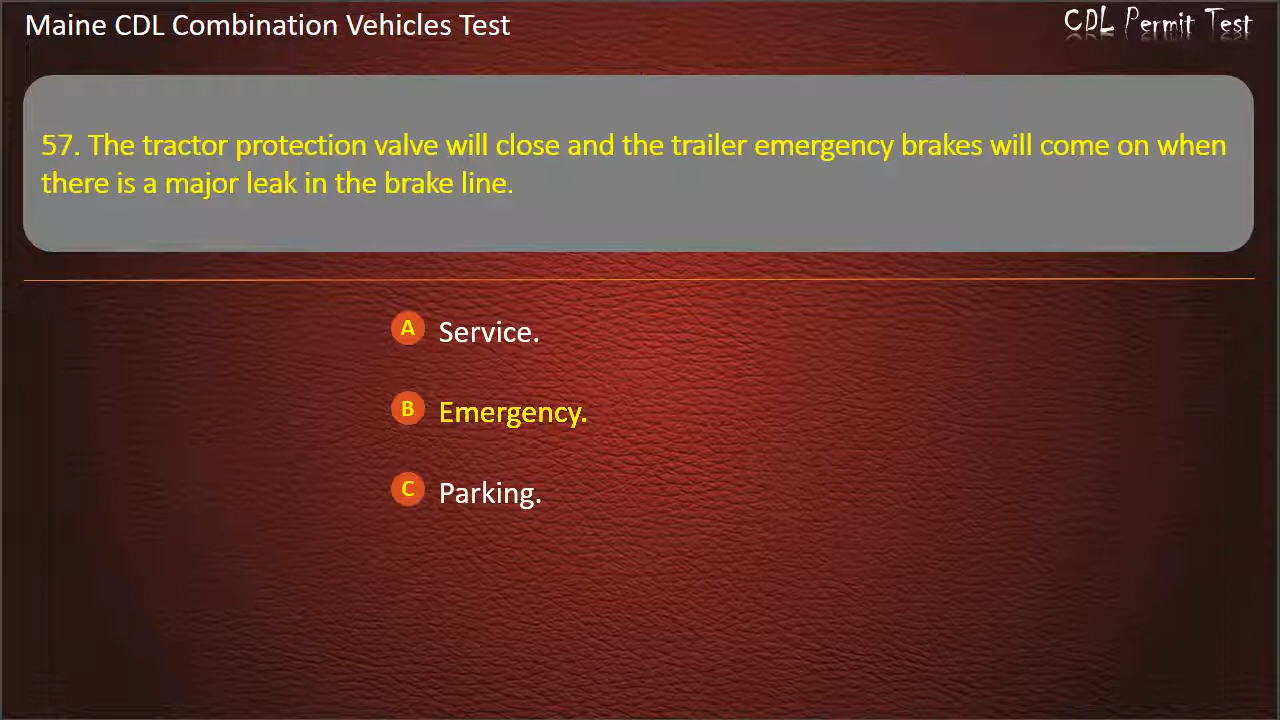 Maine CDL Combination Vehicles Test
CDL Permit Test
57. The tractor protection valve will close and the trailer emergency brakes will come on when
there is a major leak in the brake line.
A Service.
B Emergency.
C Parking.